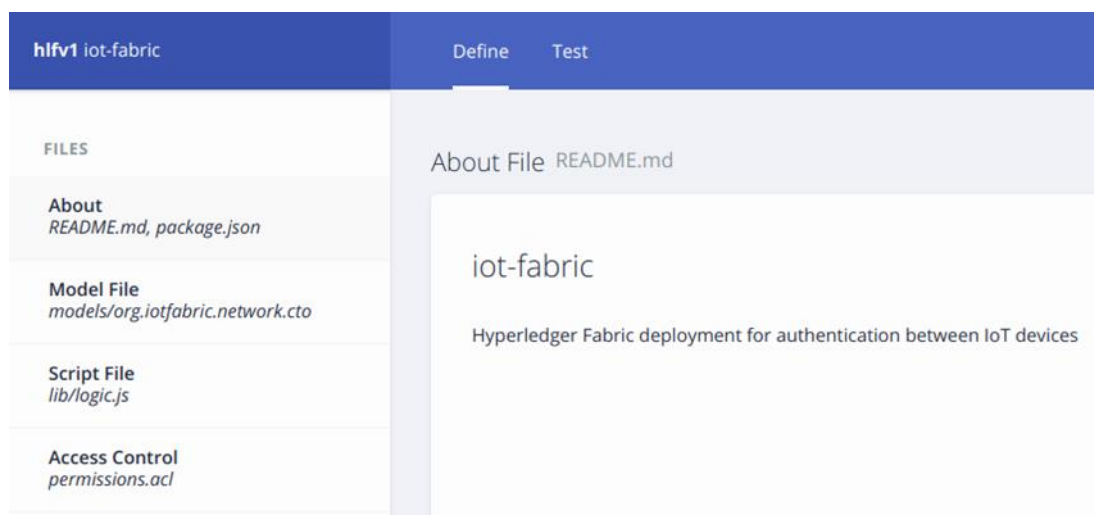 hlfv1 iot-fabric
Define Test
FILES
About
README.md, package.json
Model File
models/org.iotfabric.network.cto
Script File
lib/logic.js
Access Control
permissions.acl
About File README.md
iot-fabric
Hyperledger Fabric deployment for authentication between IoT devices